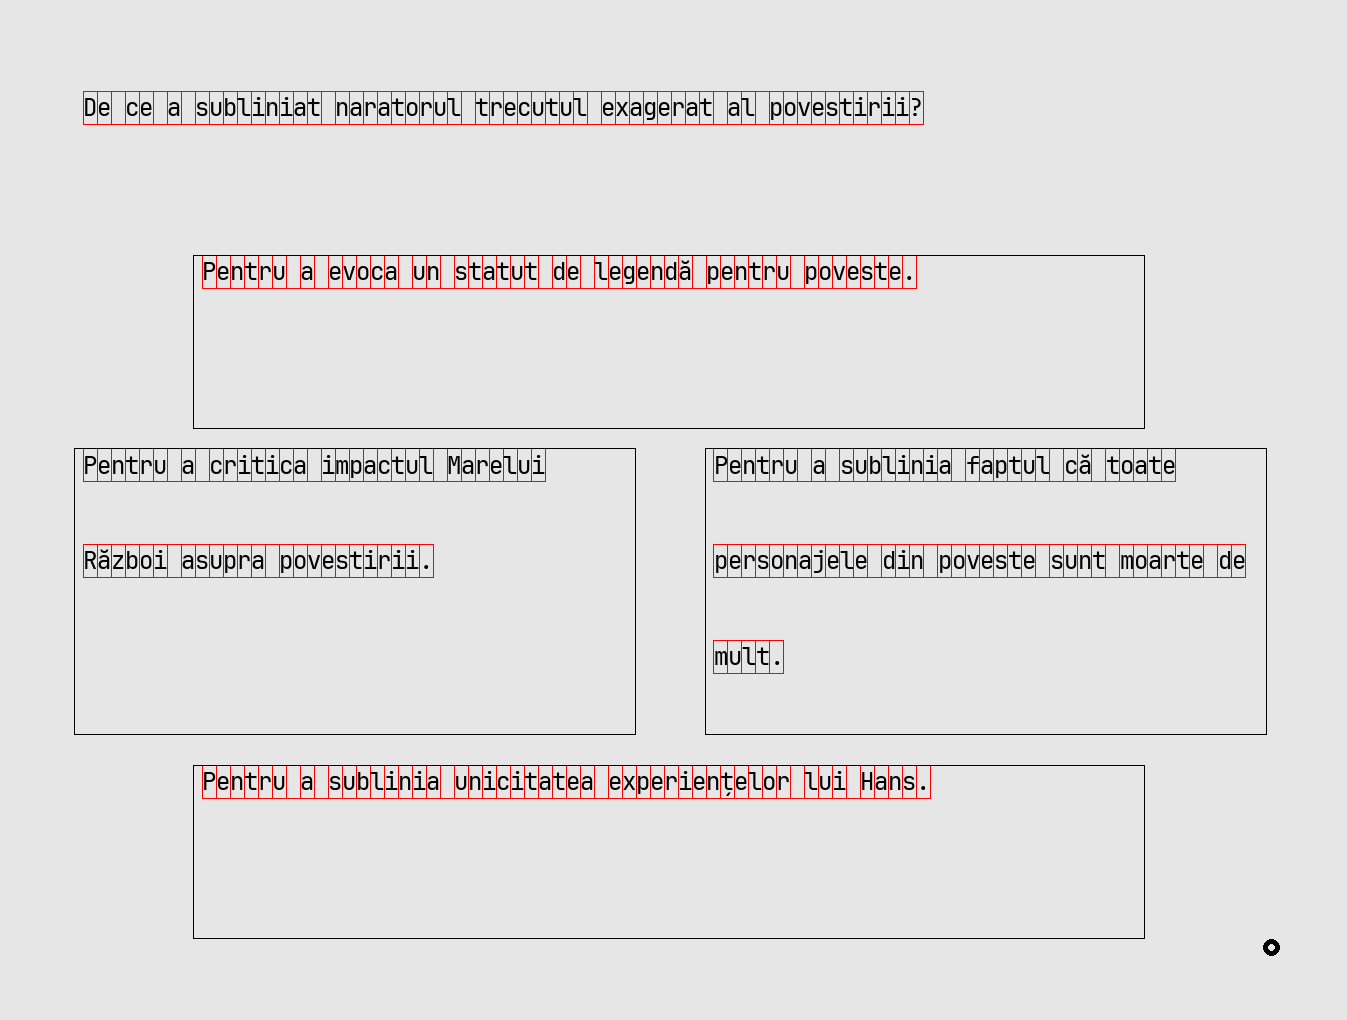 De ce a subliniat naratorul trecutul exagerat al povestirii?
Pentru a evoca un statut de legendă pentru poveste.
Pentru a critica impactul Marelui
Război asupra povestirii.
Pentru a sublinia faptul că toate
personajele din poveste sunt moarte de
mult.
Pentru a sublinia unicitatea experiențelor lui Hans.